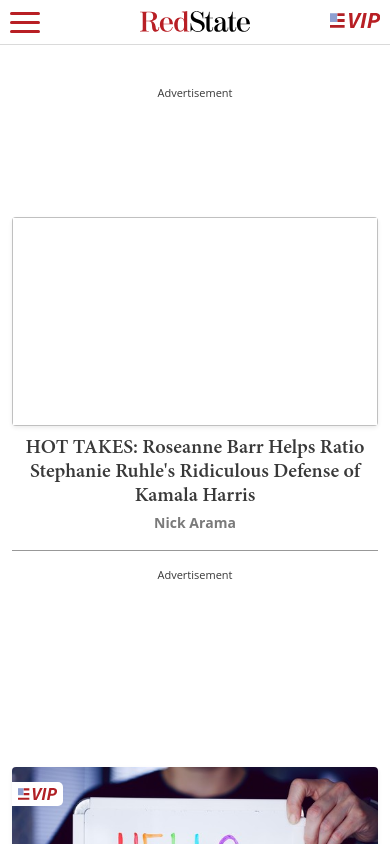 RedState
VIP
Advertisement
HOT TAKES: Roseanne Barr Helps Ratio
Stephanie Ruhle's Ridiculous Defense of
Kamala Harris
Nick Arama
Advertisement
VIP
HELLO